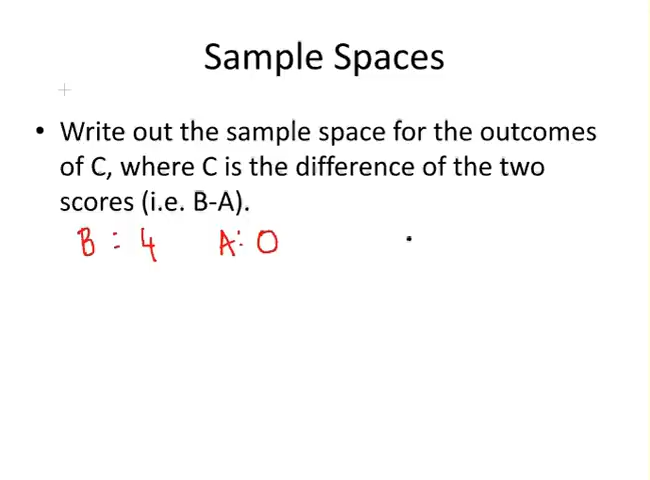 Sample Spaces
• Write out the sample space for the outcomes
of C, where C is the difference of the two
scores (i.e. B-A).
B : 4 A: 0